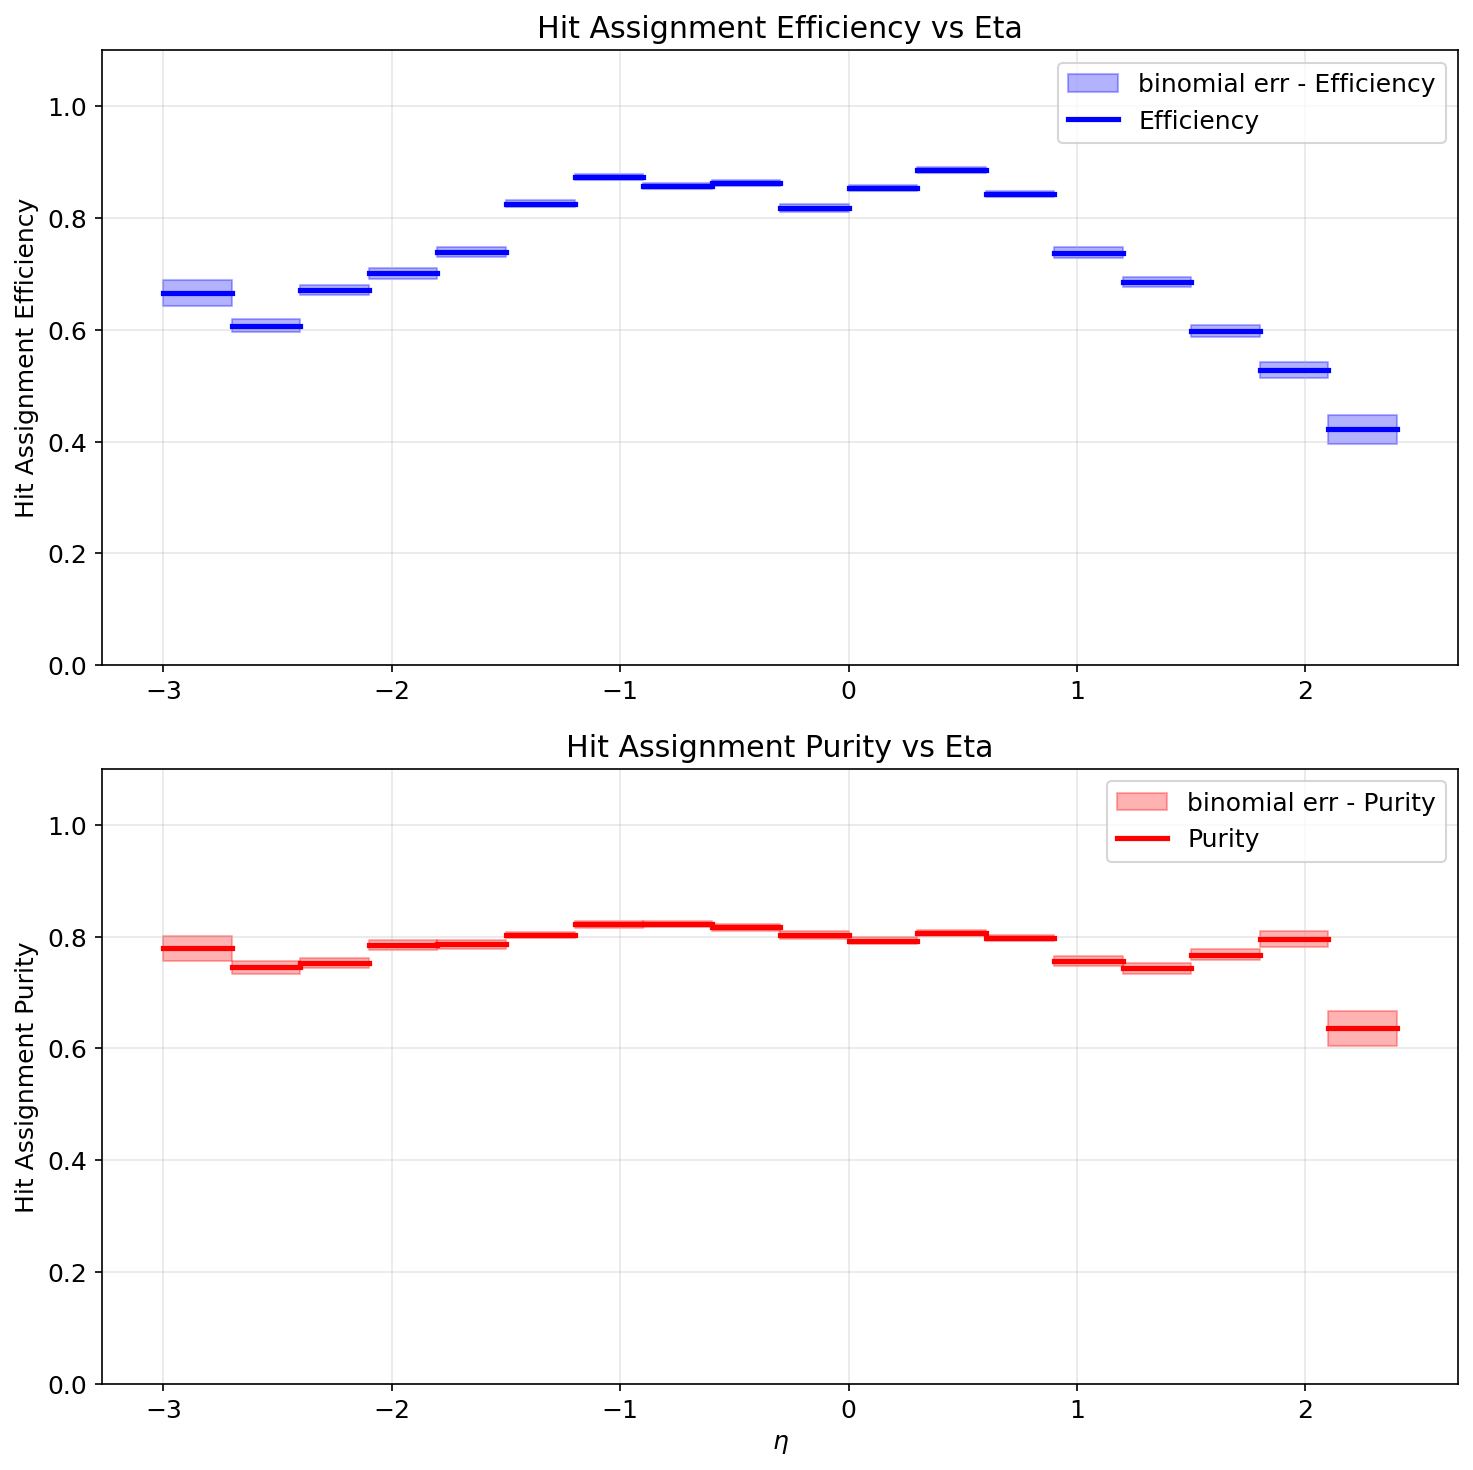 Hit Assignment Efficiency vs Eta
binomial err - Efficiency
Efficiency
Hit Assignment Efficiency
1.0
0.8
0.6
0.4
0.2
0.0
−3 −2 −1 0 1 2
Hit Assignment Purity vs Eta
binomial err - Purity
Purity
Hit Assignment Purity
1.0
0.8
0.6
0.4
0.2
0.0
−3 −2 −1 0 1 2
η